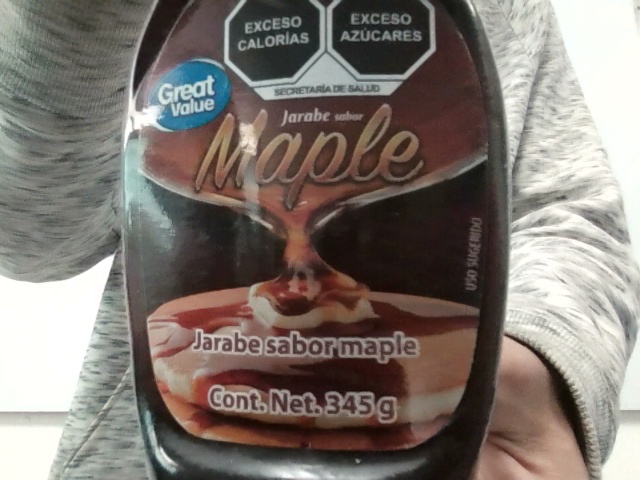 EXCESO
CALORÍAS
EXCESO
AZÚCARES
SECRETARÍA DE SALUD
Great
Value
Jarabe sabor
Maple
USO SUGERIDO
Jarabe sabor maple
Cont. Net. 345 g